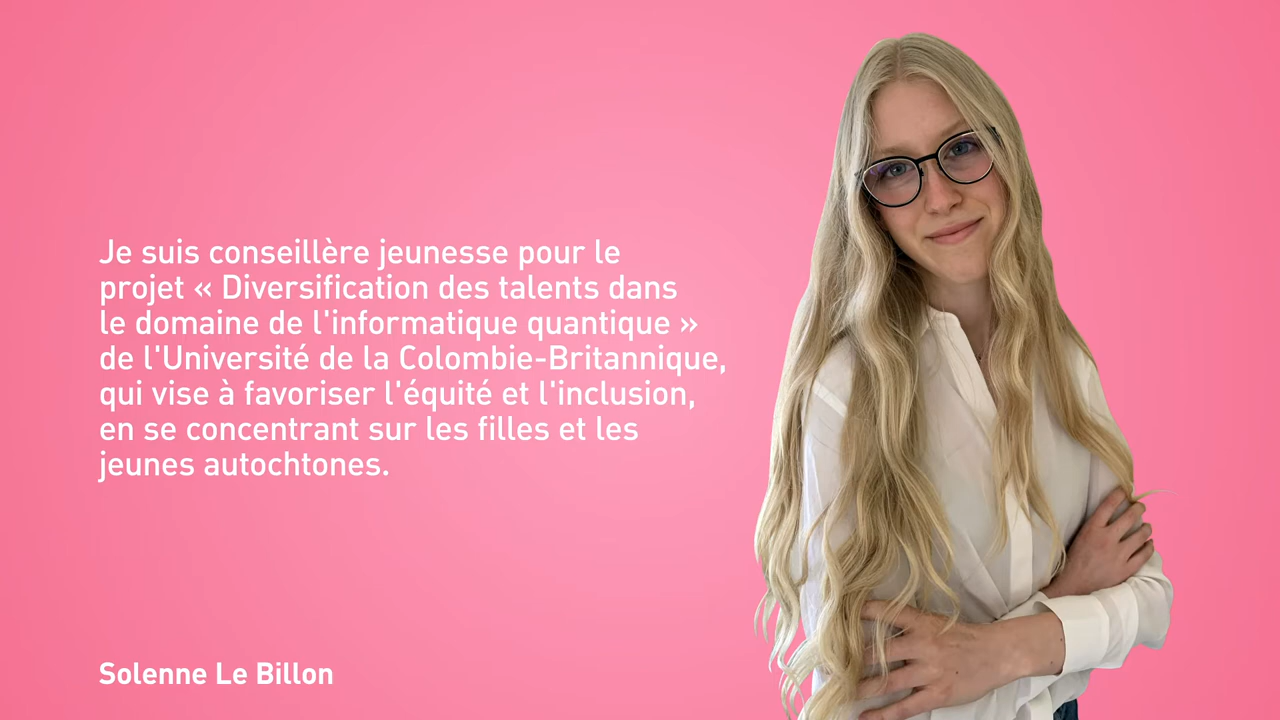 Je suis conseillère jeunesse pour le
projet « Diversification des talents dans
le domaine de l'informatique quantique »
de l'Université de la Colombie-Britannique,
qui vise à favoriser l'équité et l'inclusion,
en se concentrant sur les filles et les
jeunes autochtones.
Solenne Le Billon